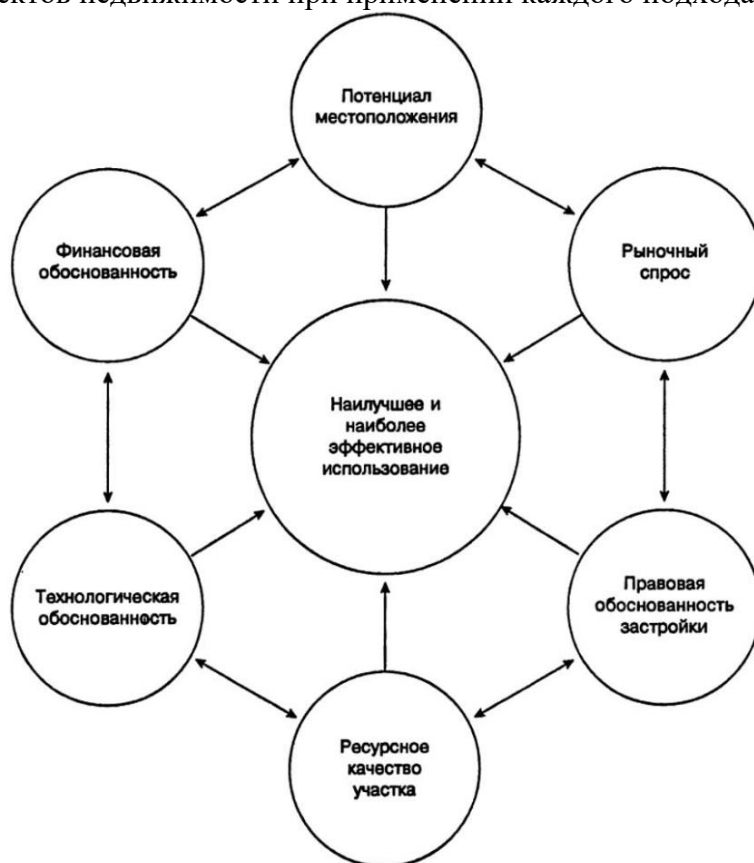 ектов недвижимости при применении каждого подхода
Потенциал
местоположения
Финансовая
обоснованность
Рыночный
спрос
Наилучшее и
наиболее
эффективное
использование
Технологическая
обоснованность
Правовая
обоснованность
застройки
Ресурсное
качество
участка